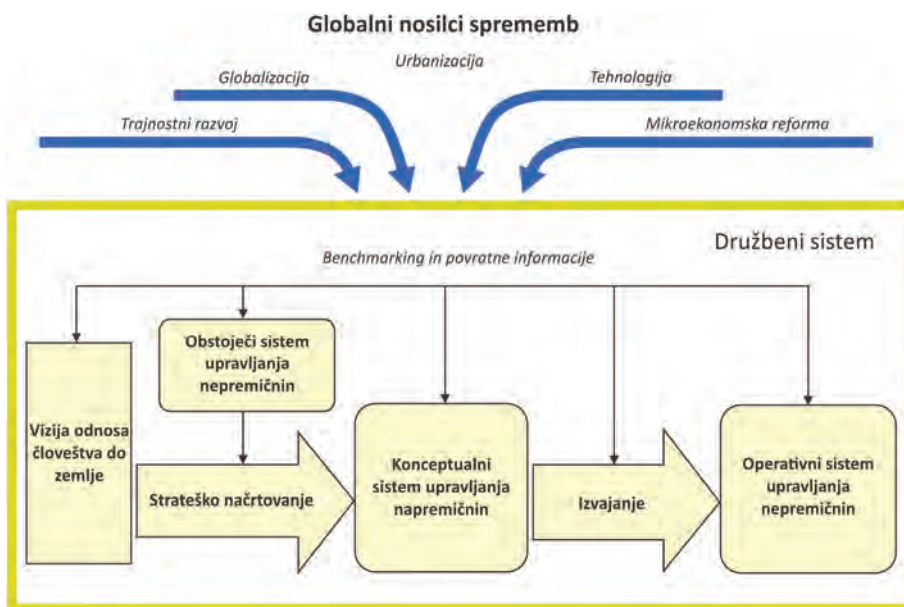 Globalni nosilci sprememb
Urbanizacija
Globalizacija
Tehnologija
Trajnostni razvoj
Mikroekonomska reforma
Družbeni sistem
Benchmarking in povratne informacije
Obstoječi sistem
upravljanja
nepremičnin
Vizija odnosa
človeštva do
zemlje
Strateško načrtovanje
Konceptualni
sistem upravljanja
napremičnin
Izvajanje
Operativni sistem
upravljanja
nepremičnin